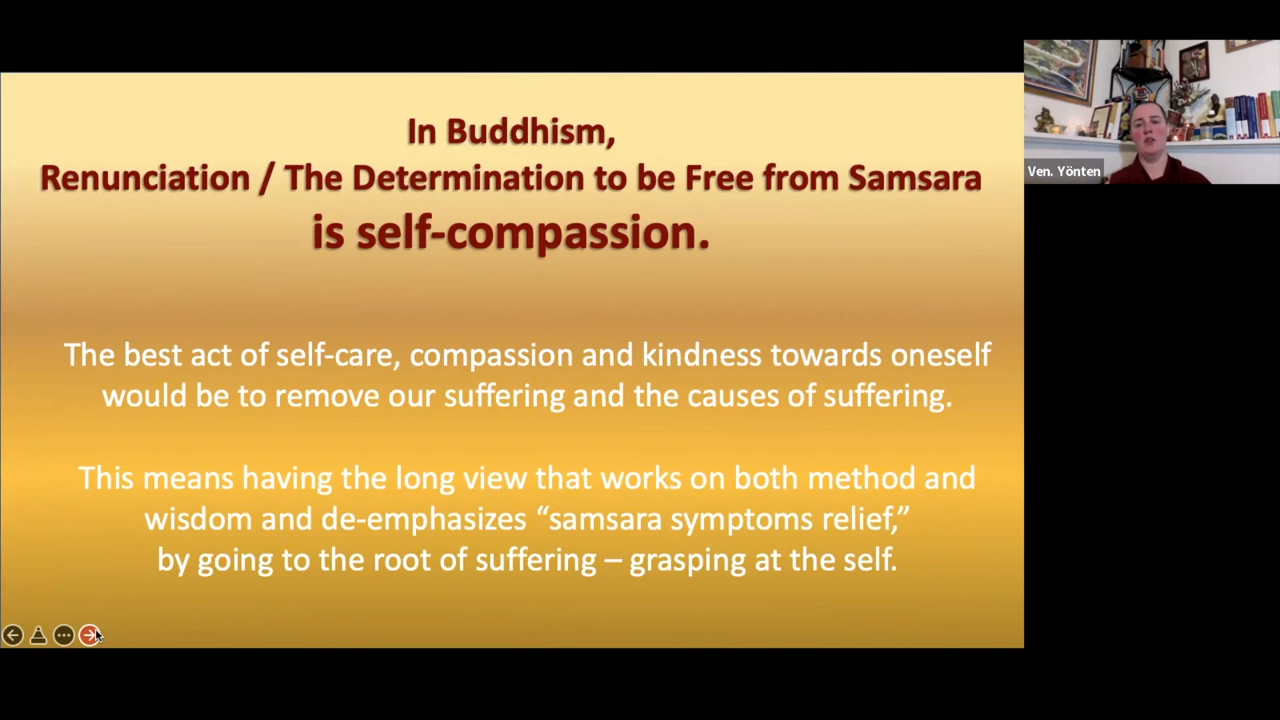 In Buddhism,
Renunciation / The Determination to be Free from Samsara
is self-compassion.
The best act of self-care, compassion and kindness towards oneself
would be to remove our suffering and the causes of suffering.
This means having the long view that works on both method and
wisdom and de-emphasizes “samsara symptoms relief,”
by going to the root of suffering – grasping at the self.
Ven. Yönten